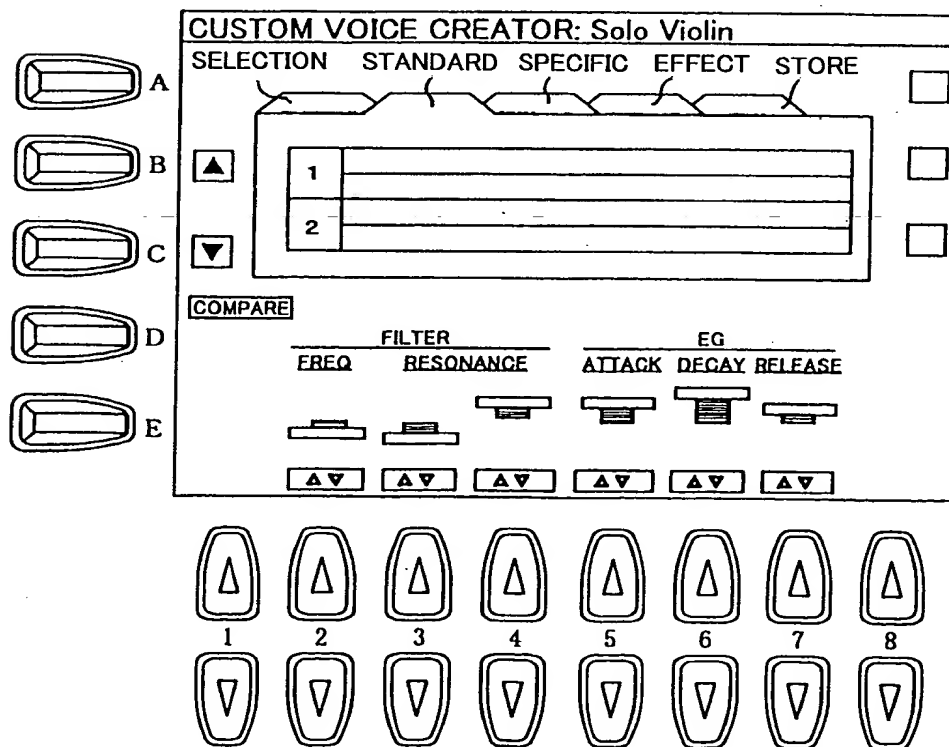 CUSTOM VOICE CREATOR: Solo Violin
SELECTION STANDARD SPECIFIC EFFECT STORE
A
B
C
D
E
1
2
COMPARE
FILTER EG
FREQ RESONANCE ATTACK DECAY RELEASE
1 2 3 4 5 6 7 8